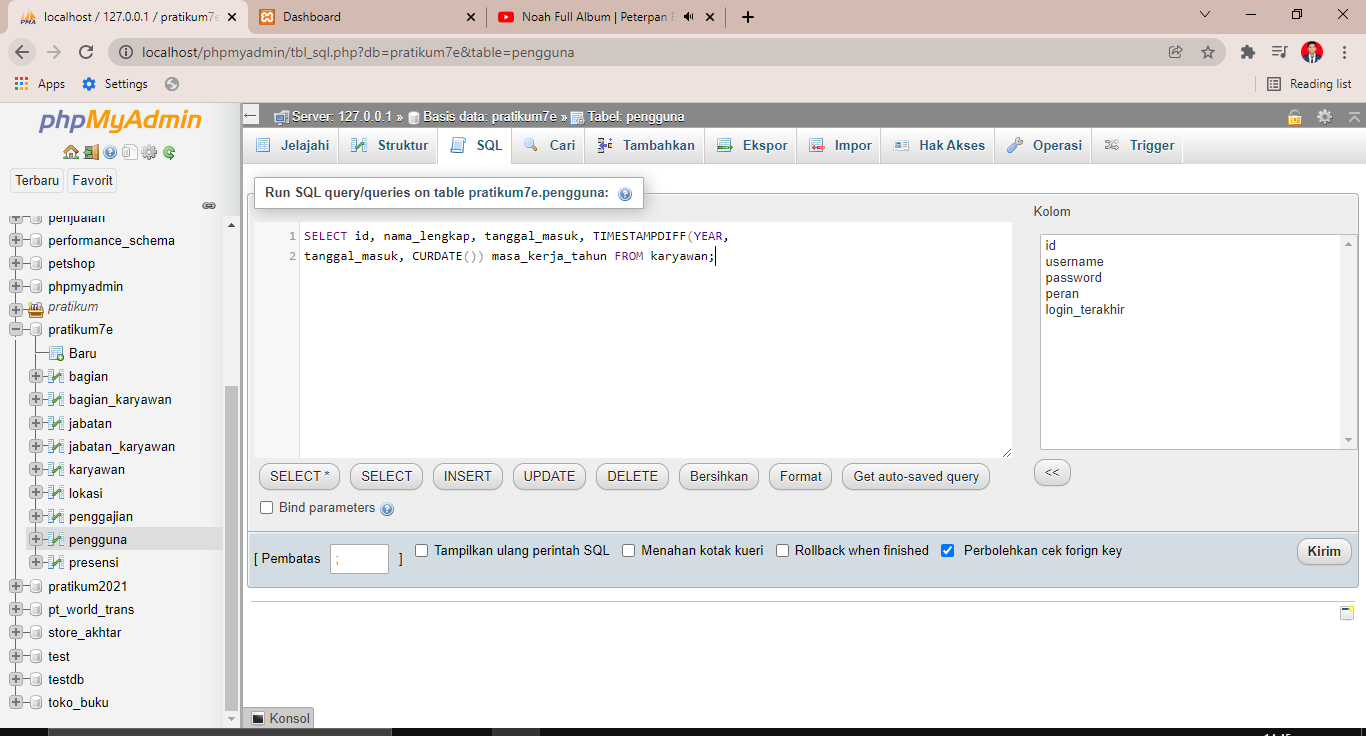 localhost / 127.0.0.1 / pratikum7e
Dashboard
Noah Full Album | Peterpan
localhost/phpmyadmin/tbl_sql.php?db=pratikum7e&table=pengguna
Apps
Settings
Reading list
phpMyAdmin
Terbaru
Favorit
penjualan
performance_schema
petshop
phpmyadmin
pratikum
pratikum7e
Baru
bagian
bagian_karyawan
jabatan
jabatan_karyawan
karyawan
lokasi
penggajian
pengguna
presensi
pratikum2021
pt_world_trans
store_akhtar
test
testdb
toko_buku
Server: 127.0.0.1 » Basis data: pratikum7e » Tabel: pengguna
Jelajahi
Struktur
SQL
Cari
Tambahkan
Ekspor
Impor
Hak Akses
Operasi
Trigger
Run SQL query/queries on table pratikum7e.pengguna:
1 SELECT id, nama_lengkap, tanggal_masuk, TIMESTAMPDIFF(YEAR,
2 tanggal_masuk, CURDATE()) masa_kerja_tahun FROM karyawan;
Kolom
id
username
password
peran
login_terakhir
SELECT *
SELECT
INSERT
UPDATE
DELETE
Bersihkan
Format
Get auto-saved query
<<
Bind parameters
[ Pembatas ; ]
Tampilkan ulang perintah SQL
Menahan kotak kueri
Rollback when finished
Perbolehkan cek forign key
Kirim
Konsol